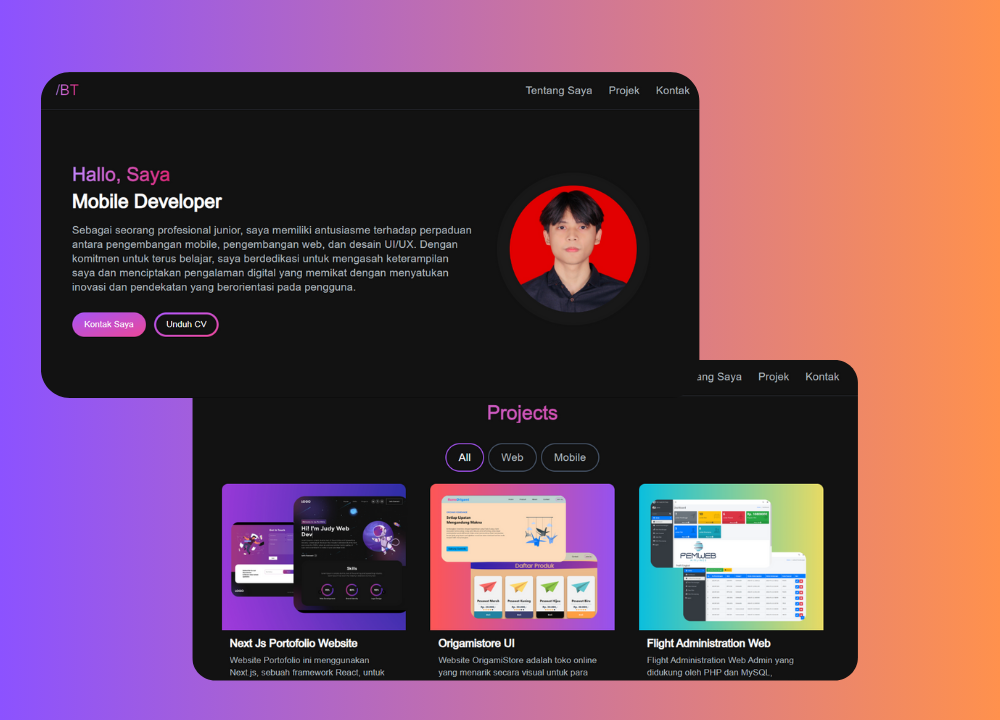 /BT
Tentang Saya Projek Kontak
Hallo, Saya
Mobile Developer
Sebagai seorang profesional junior, saya memiliki antusiasme terhadap perpaduan
antara pengembangan mobile, pengembangan web, dan desain UI/UX. Dengan
komitmen untuk terus belajar, saya berdedikasi untuk mengasah keterampilan
saya dan menciptakan pengalaman digital yang memikat dengan menyatukan
inovasi dan pendekatan yang berorientasi pada pengguna.
Kontak Saya Unduh CV
ang Saya Projek Kontak
Projects
All Web Mobile
Hi! I'm Judy Web
Dev
Skills
Daftar Produk
PEMWEB
Next Js Portofolio Website
Website Portofolio ini menggunakan
Next.js, sebuah framework React, untuk
Origamistore UI
Website OrigamiStore adalah toko online
yang menarik secara visual untuk para
Flight Administration Web
Flight Administration Web Admin yang
didukung oleh PHP dan MySQL,